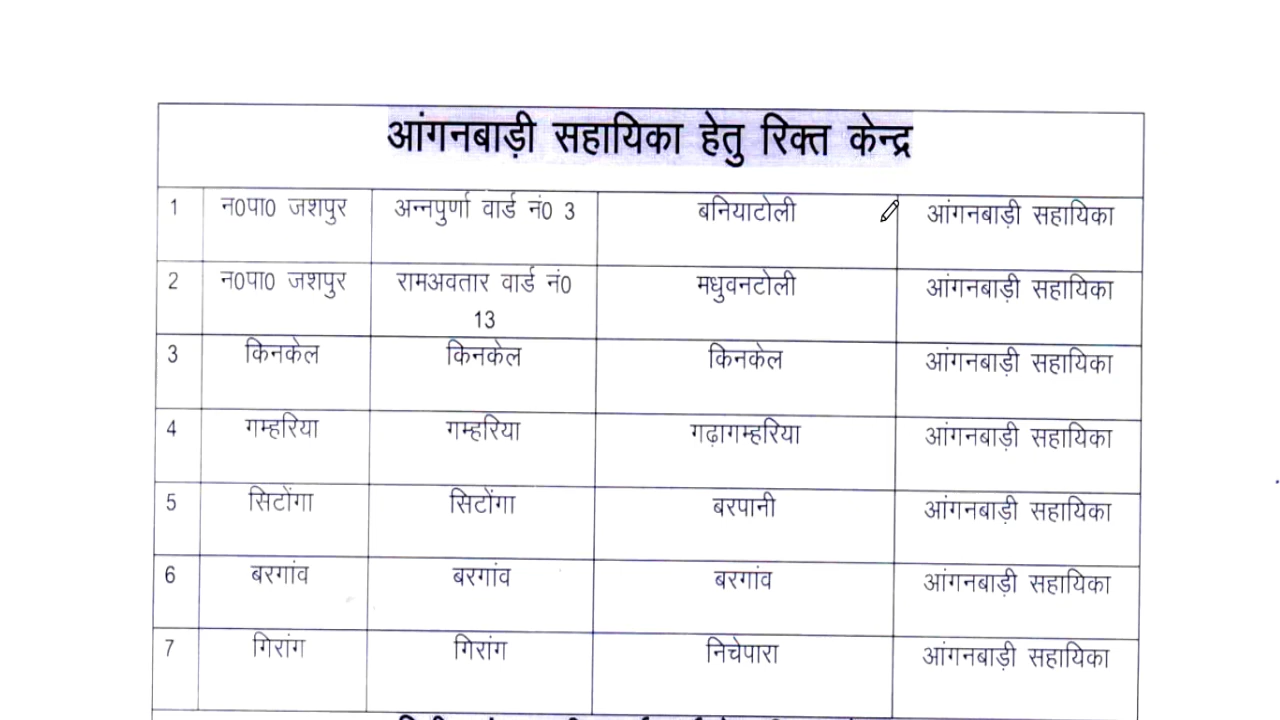 आंगनबाड़ी सहायिका हेतु रिक्त केन्द्र
1 न0पा0 जशपुर अन्नपुर्णा वार्ड नं0 3 बनियाटोली आंगनबाड़ी सहायिका
2 न0पा0 जशपुर रामअवतार वार्ड नं0 मधुवनटोली आंगनबाड़ी सहायिका
13
3 किनकेल किनकेल किनकेल आंगनबाड़ी सहायिका
4 गम्हरिया गम्हरिया गढ़ागम्हरिया आंगनबाड़ी सहायिका
5 सिटोंगा सिटोंगा बरपानी आंगनबाड़ी सहायिका
6 बरगांव बरगांव बरगांव आंगनबाड़ी सहायिका
7 गिरांग गिरांग निचेपारा आंगनबाड़ी सहायिका